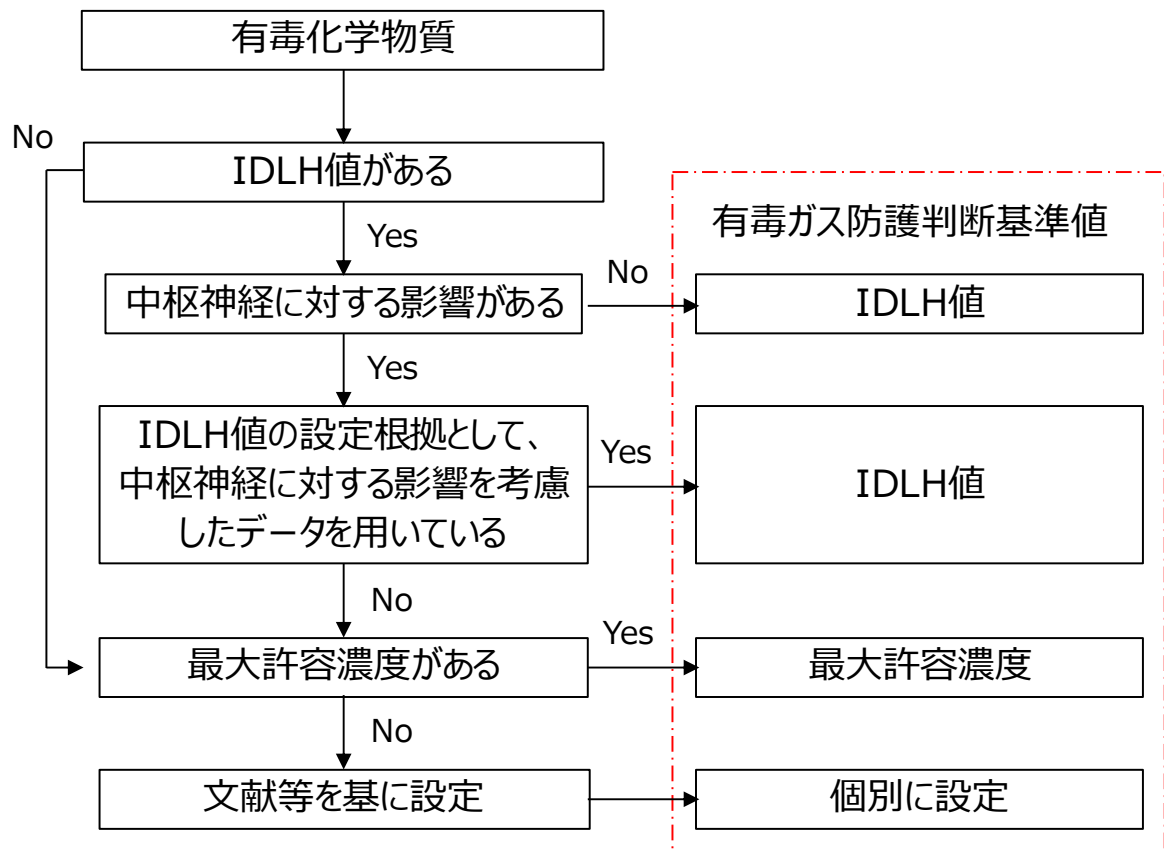 有毒化学物質
No
IDLH値がある
有毒ガス防護判断基準値
Yes
中枢神経に対する影響がある
No
IDLH値
Yes
IDLH値の設定根拠として、
中枢神経に対する影響を考慮
したデータを用いている
Yes
IDLH値
No
最大許容濃度がある
Yes
最大許容濃度
No
文献等を基に設定
個別に設定